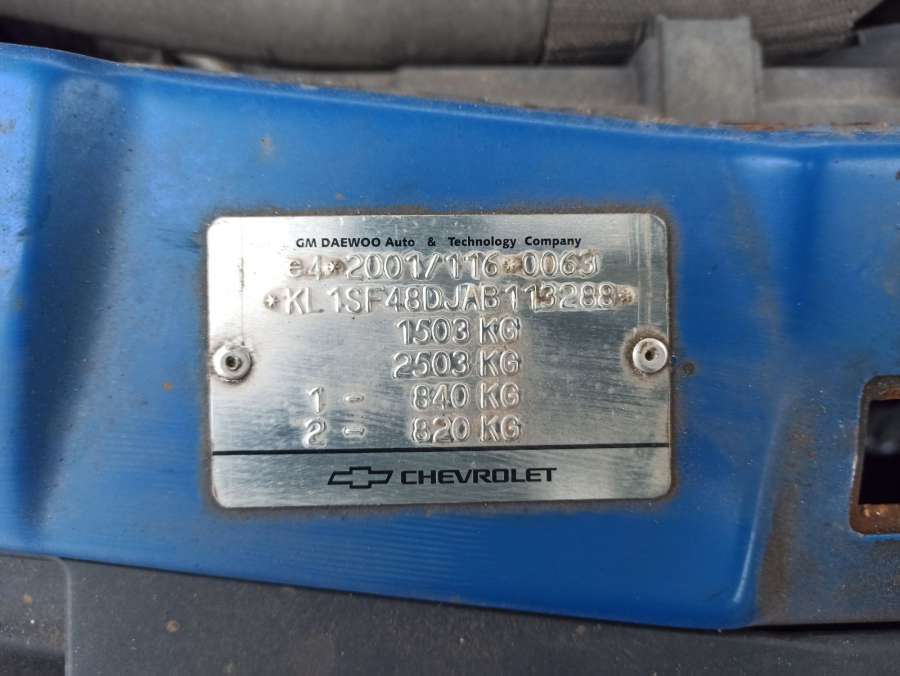 GM DAEWOO Auto & Technology Company
e4*2001/116*0063
*KL1SF48DJAB113288*
1503 KG
2503 KG
1 - 840 KG
2 - 820 KG
CHEVROLET